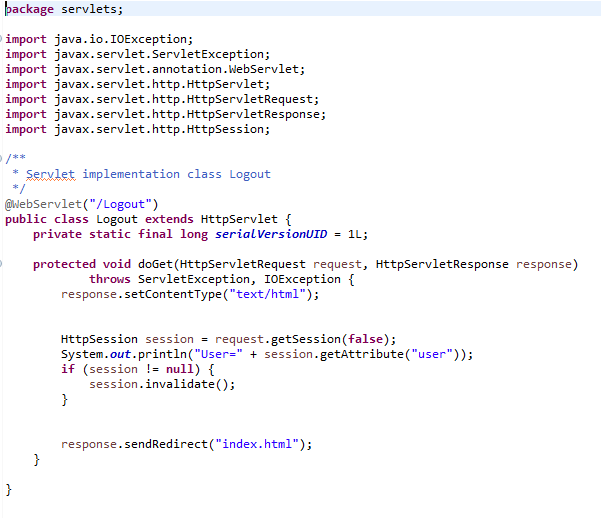 package servlets;
import java.io.IOException;
import javax.servlet.ServletException;
import javax.servlet.annotation.WebServlet;
import javax.servlet.http.HttpServlet;
import javax.servlet.http.HttpServletRequest;
import javax.servlet.http.HttpServletResponse;
import javax.servlet.http.HttpSession;
/**
 * Servlet implementation class Logout
 */
@WebServlet("/Logout")
public class Logout extends HttpServlet {
    private static final long serialVersionUID = 1L;
    protected void doGet(HttpServletRequest request, HttpServletResponse response)
            throws ServletException, IOException {
        response.setContentType("text/html");
        HttpSession session = request.getSession(false);
        System.out.println("User=" + session.getAttribute("user"));
        if (session != null) {
            session.invalidate();
        }
        response.sendRedirect("index.html");
    }
}